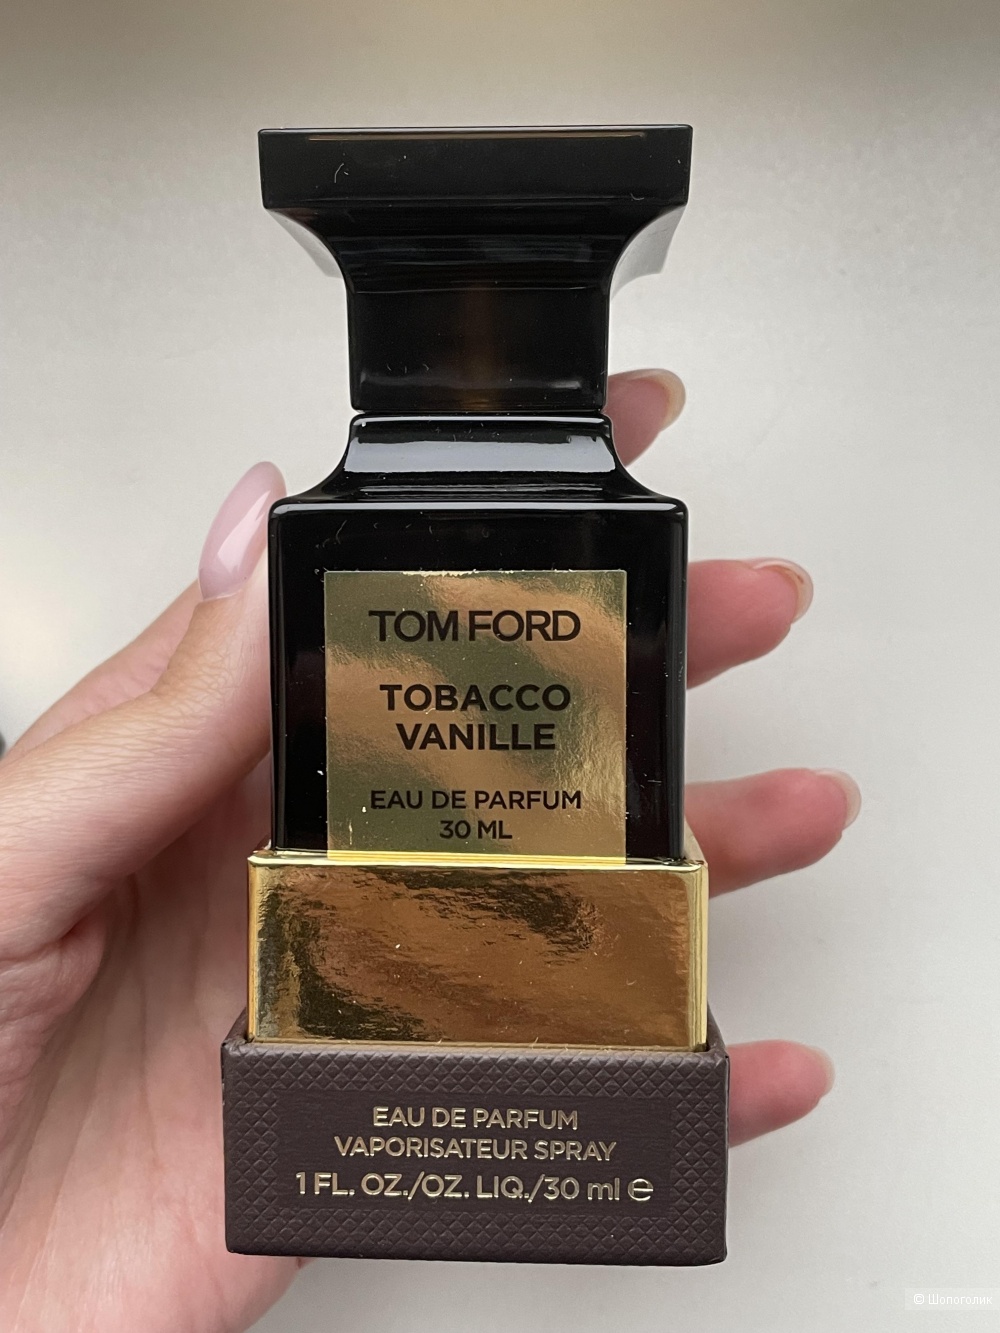 TOM FORD
TOBACCO
VANILLE
EAU DE PARFUM
30 ML
EAU DE PARFUM
VAPORISATEUR SPRAY
1 FL. OZ./OZ. LIQ./30 ml ℮
© Шопоголик